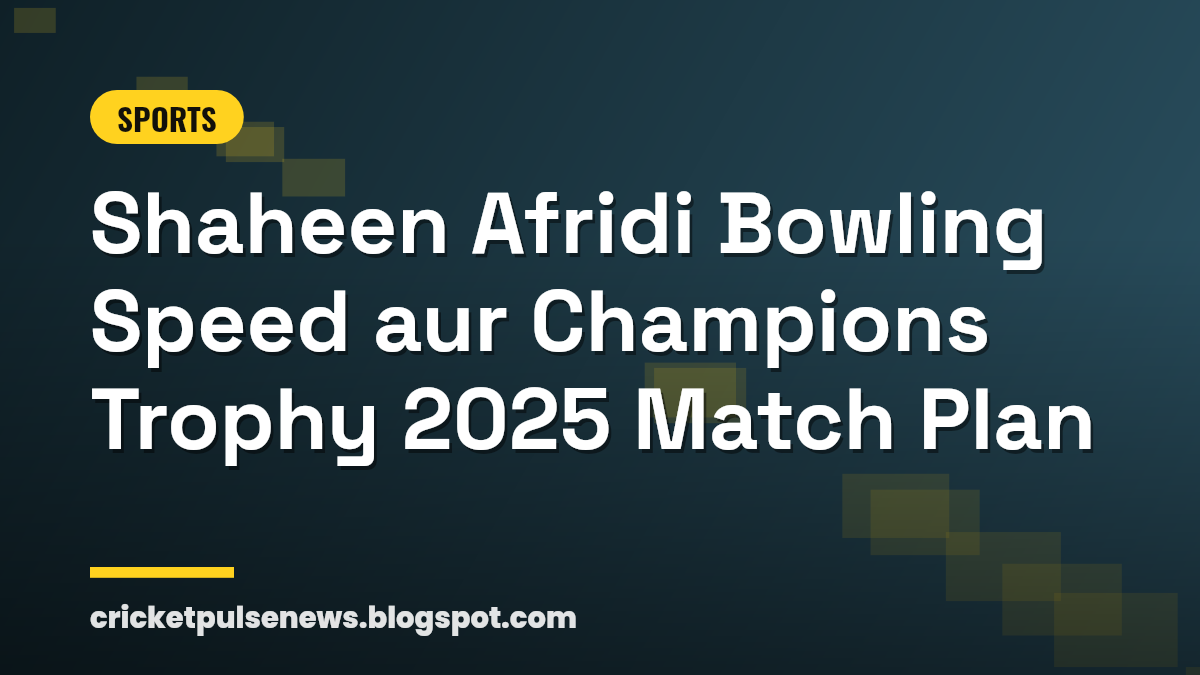 SPORTS
Shaheen Afridi Bowling
Speed aur Champions
Trophy 2025 Match Plan
cricketpulsenews.blogspot.com